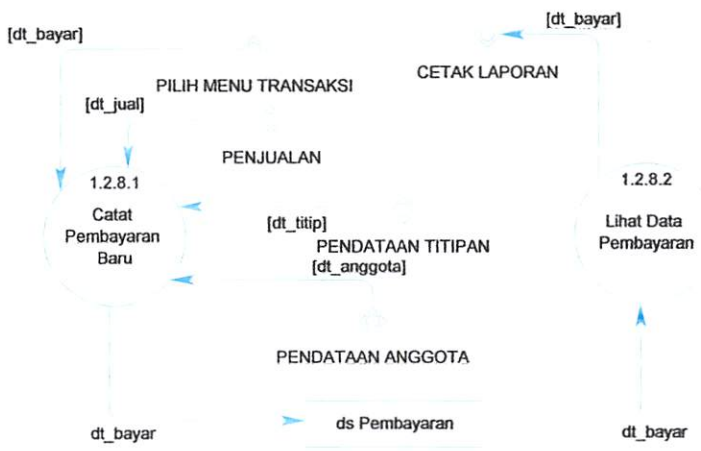 [dt_bayar]
[dt_bayar]
PILIH MENU TRANSAKSI
CETAK LAPORAN
[dt_jual]
PENJUALAN
1.2.8.1
Catat
Pembayaran
Baru
1.2.8.2
Lihat Data
Pembayaran
[dt_titip]
PENDATAAN TITIPAN
[dt_anggota]
PENDATAAN ANGGOTA
dt_bayar
ds Pembayaran
dt_bayar